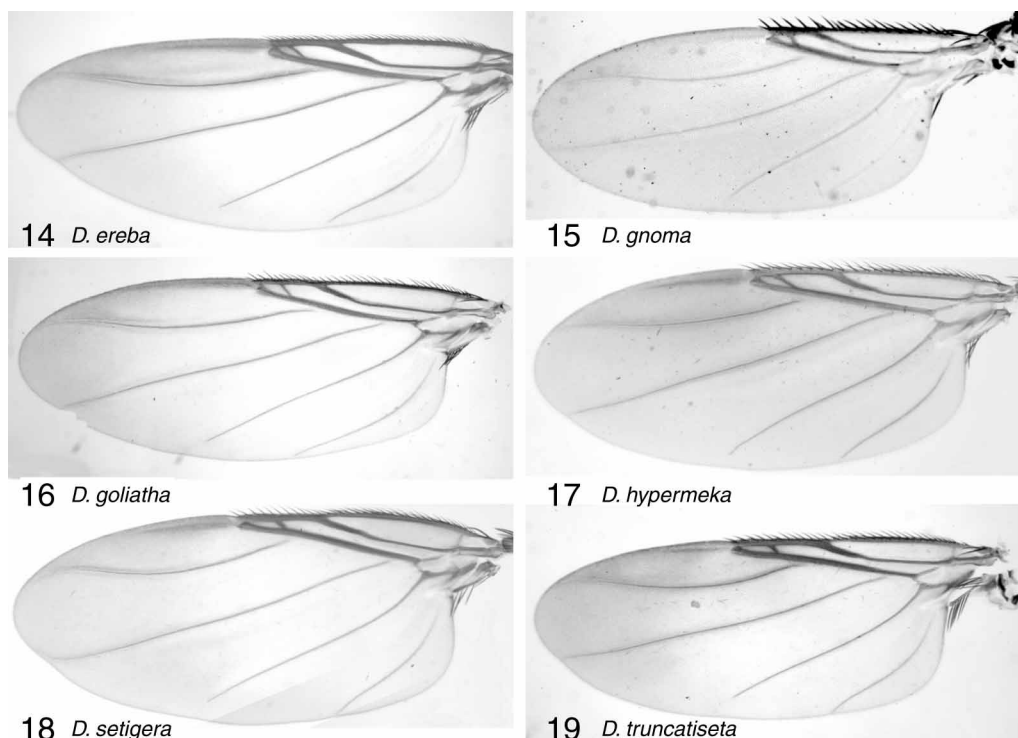 14 D. ereba
15 D. gnoma
16 D. goliatha
17 D. hypermeka
18 D. setigera
19 D. truncatiseta